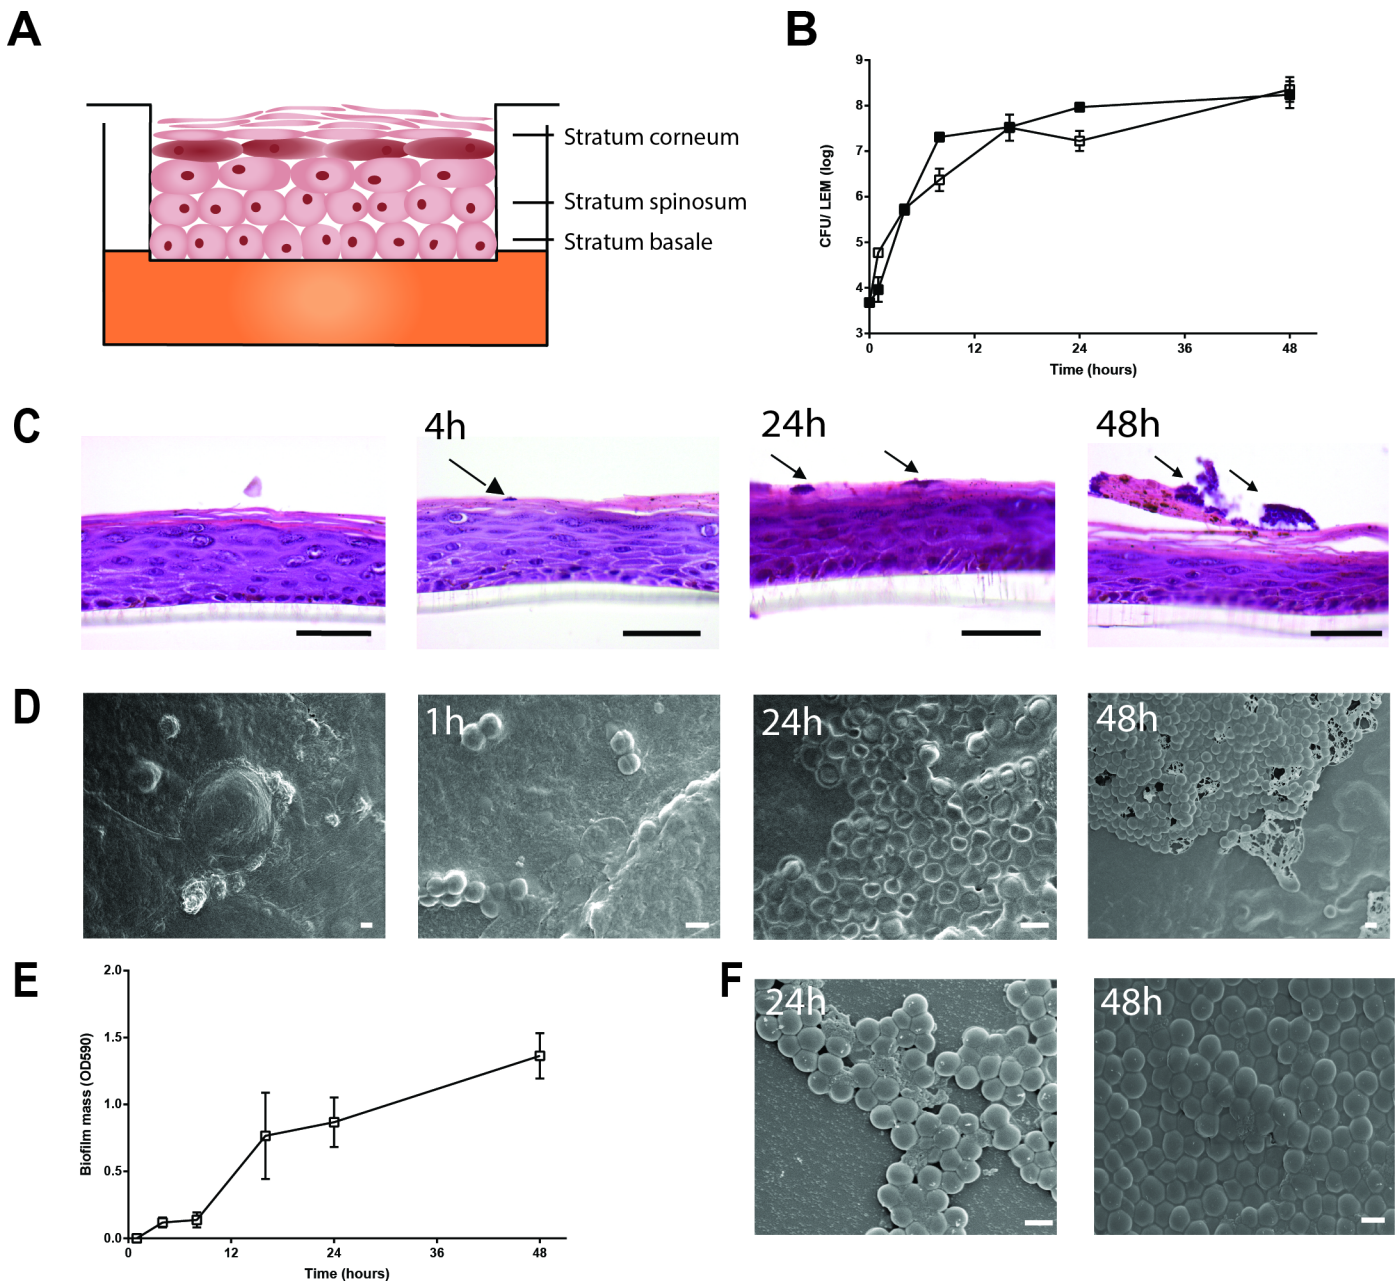 A
Stratum corneum
Stratum spinosum
Stratum basale
B
9
8
7
6
5
4
3
CFU/ LEM (log)
0
12
24
36
48
Time (hours)
C
4h
24h
48h
D
1h
24h
48h
E
2.0
1.5
1.0
0.5
0.0
Biofilm mass (OD590)
0
12
24
36
48
Time (hours)
F
24h
48h